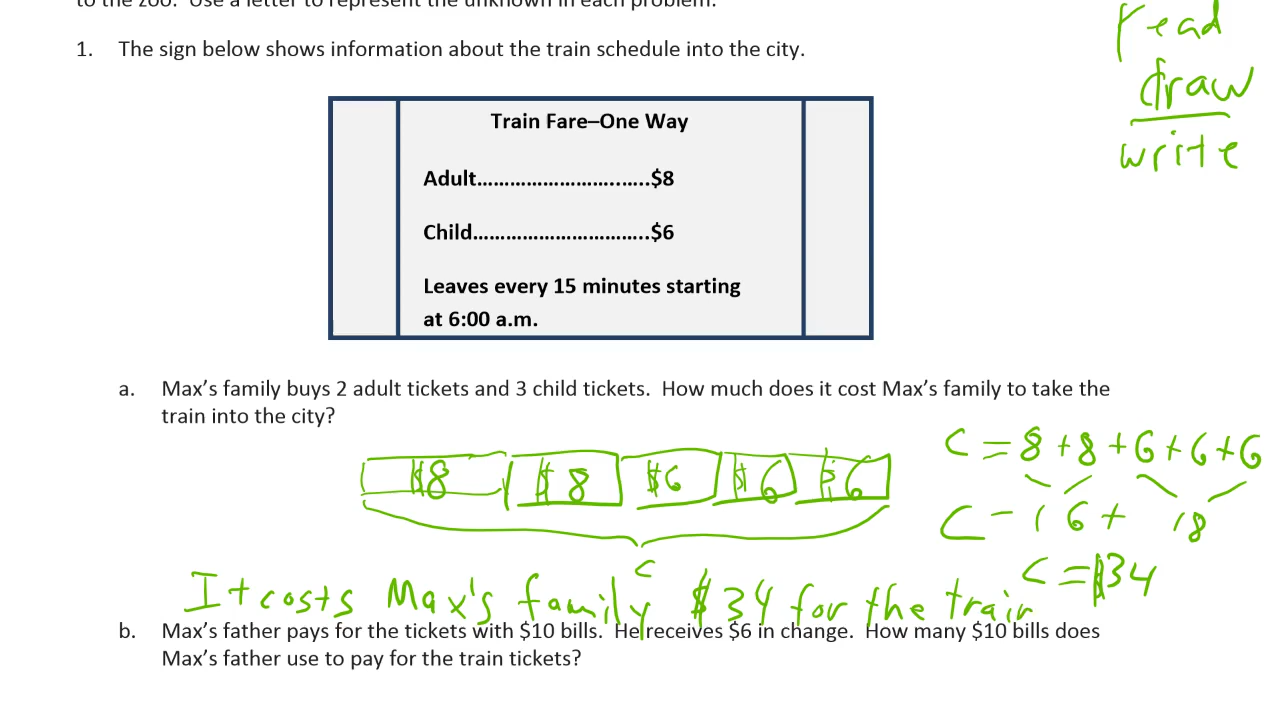 to the zoo. Use a letter to represent the unknown in each problem.
read
draw
write
1. The sign below shows information about the train schedule into the city.
Train Fare–One Way
Adult……………………..…..$8
Child…………………………..$6
Leaves every 15 minutes starting
at 6:00 a.m.
a. Max’s family buys 2 adult tickets and 3 child tickets. How much does it cost Max’s family to take the
train into the city?
$8 $8 $6 $6 $6
c
C = 8 + 8 + 6 + 6 + 6
C = 16 + 18
C = $34
It costs Max's family $34 for the train
b. Max’s father pays for the tickets with $10 bills. He receives $6 in change. How many $10 bills does
Max’s father use to pay for the train tickets?